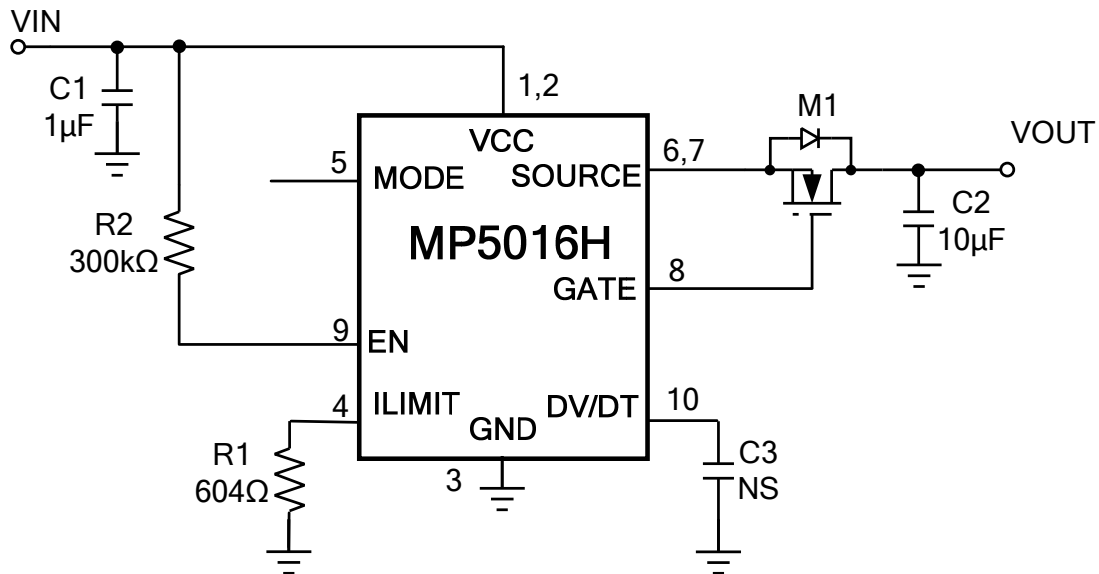 VIN
C1
1µF
1,2
M1
VOUT
VCC
5
MODE
SOURCE
6,7
R2
300kΩ
MP5016H
C2
10µF
GATE
8
9
EN
4
ILIMIT
DV/DT
10
GND
R1
604Ω
3
C3
NS